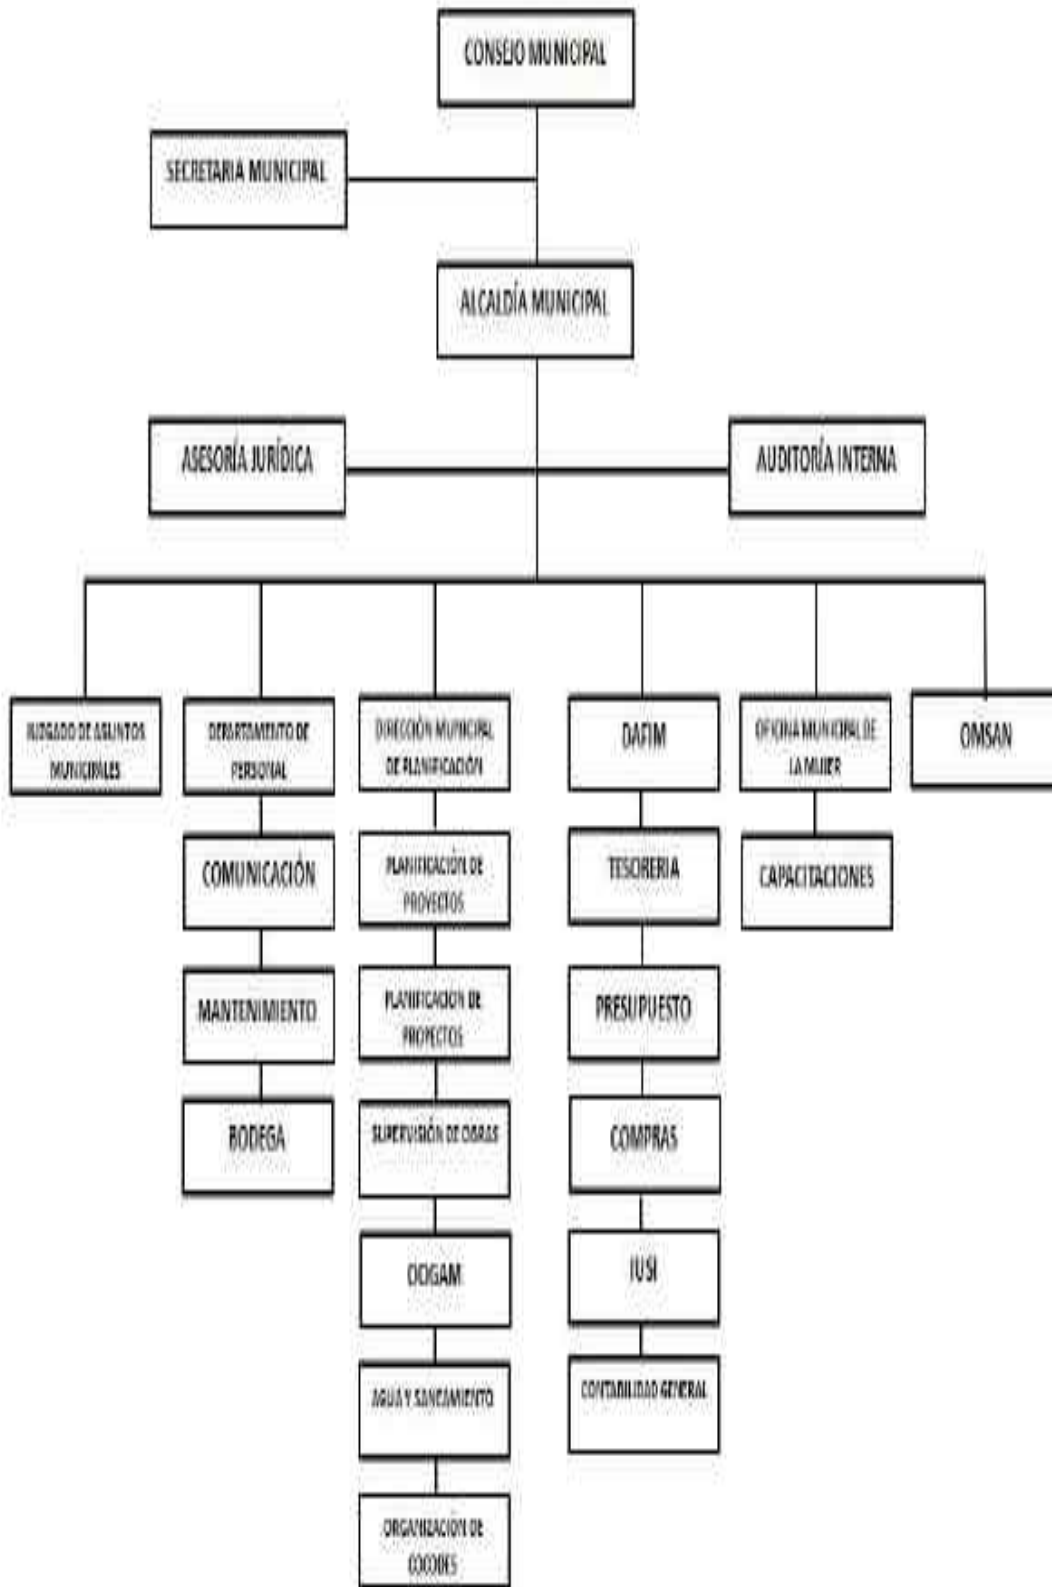 CONSEJO MUNICIPAL
SECRETARIA MUNICIPAL
ALCALDÍA MUNICIPAL
ASESORÍA JURÍDICA
AUDITORÍA INTERNA
JUZGADO DE ASUNTOS
MUNICIPALES
DEPARTAMENTO DE
PERSONAL
DIRECCIÓN MUNICIPAL
DE PLANIFICACIÓN
DAFIM
OFICINA MUNICIPAL DE
LA MUJER
OMSAN
COMUNICACIÓN
PLANIFICACIÓN DE
PROYECTOS
TESORERIA
CAPACITACIONES
MANTENIMIENTO
PLANIFICACION DE
PROYECTOS
PRESUPUESTO
BODEGA
SUPERVISIÓN DE OBRAS
COMPRAS
IUSI
AGUA Y SANEAMIENTO
CONTABILIDAD GENERAL
ORGANIZACIÓN DE
COCODES